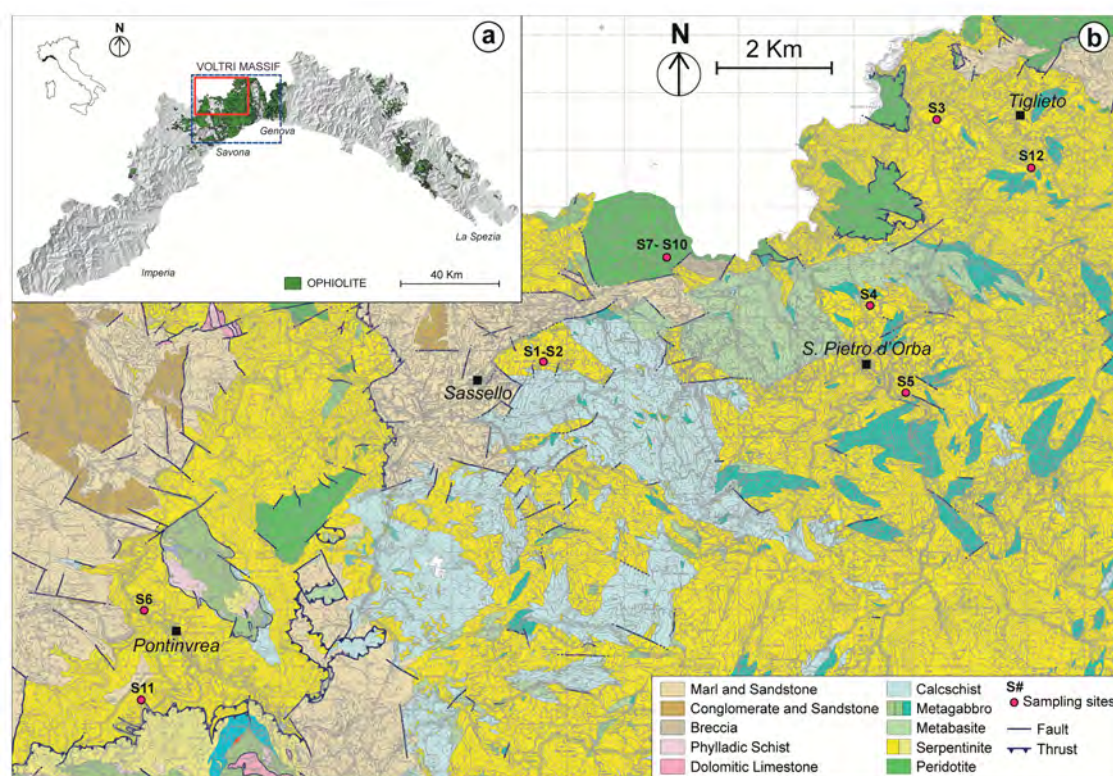 a
N
VOLTRI MASSIF
Genova
Savona
La Spezia
Imperia
OPHIOLITE
40 Km
b
2 Km
N
S3
Tiglieto
S12
S7- S10
S4
S1-S2
S. Pietro d'Orba
Sassello
S5
S6
Pontinvrea
S11
Marl and Sandstone
Conglomerate and Sandstone
Breccia
Phylladic Schist
Dolomitic Limestone
Calcschist
Metagabbro
Metabasite
Serpentinite
Peridotite
S#
Sampling sites
Fault
Thrust